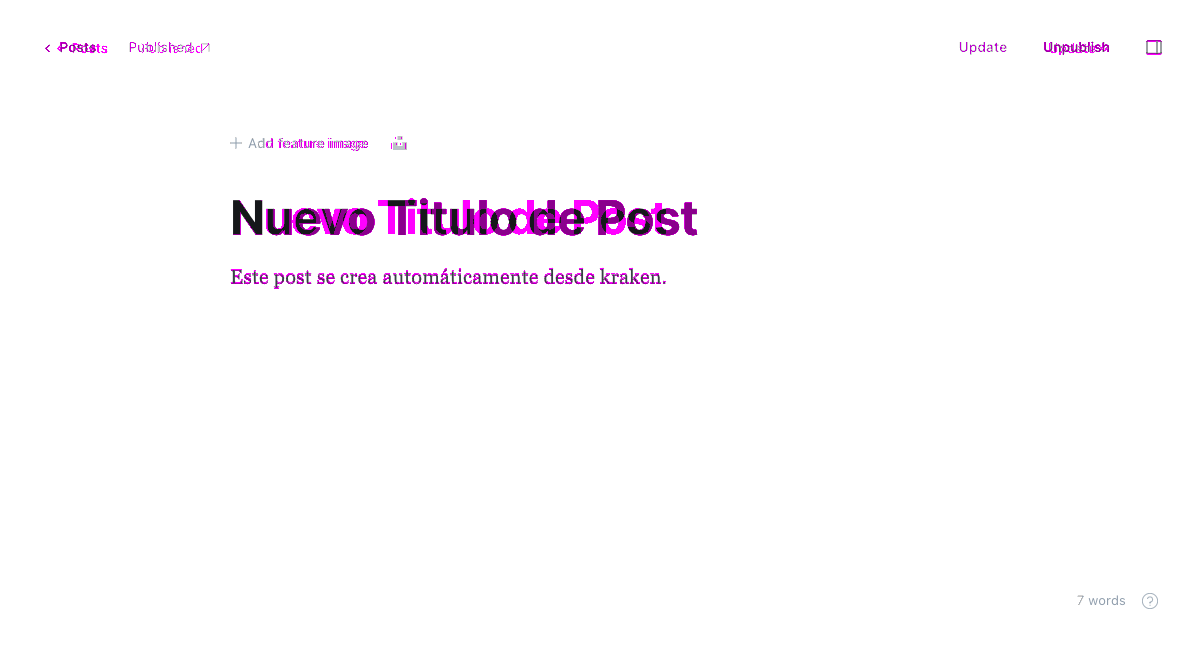 Posts Published Update Unpublish
Add feature image
Nuevo Titulo de Post
Este post se crea automáticamente desde kraken.
7 words